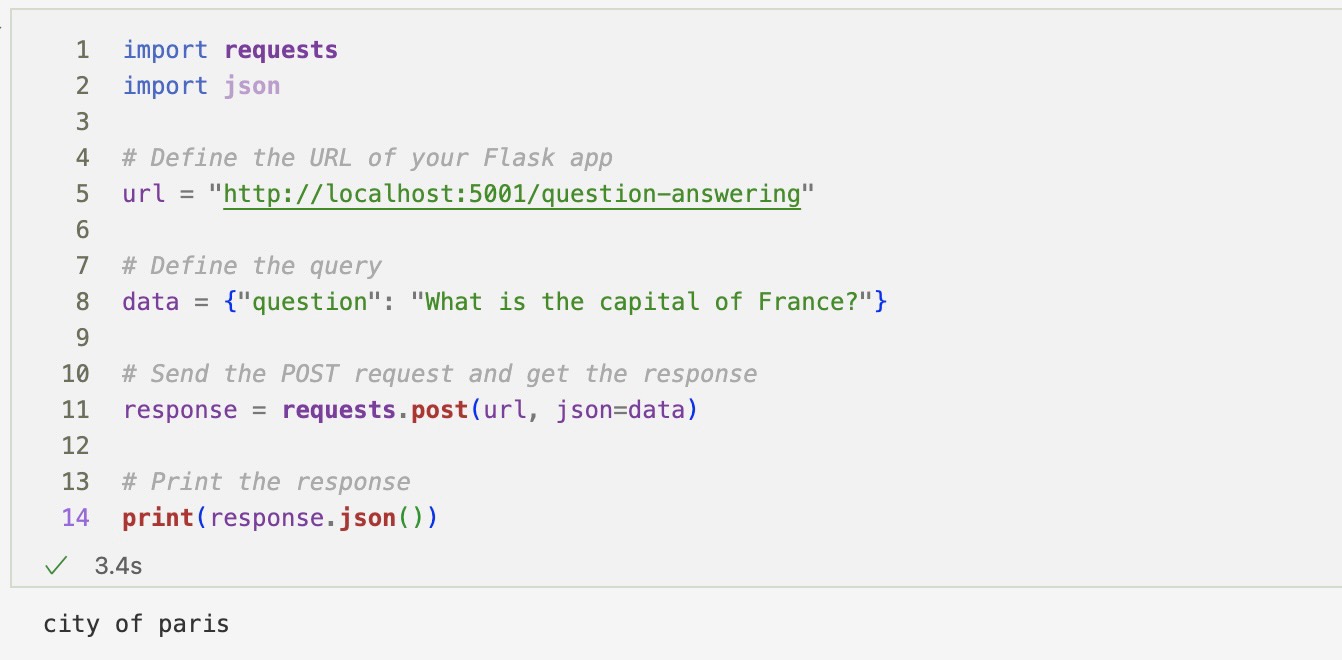 1 import requests
2 import json
3
4 # Define the URL of your Flask app
5 url = "http://localhost:5001/question-answering"
6
7 # Define the query
8 data = {"question": "What is the capital of France?"}
9
10 # Send the POST request and get the response
11 response = requests.post(url, json=data)
12
13 # Print the response
14 print(response.json())
✓ 3.4s
city of paris